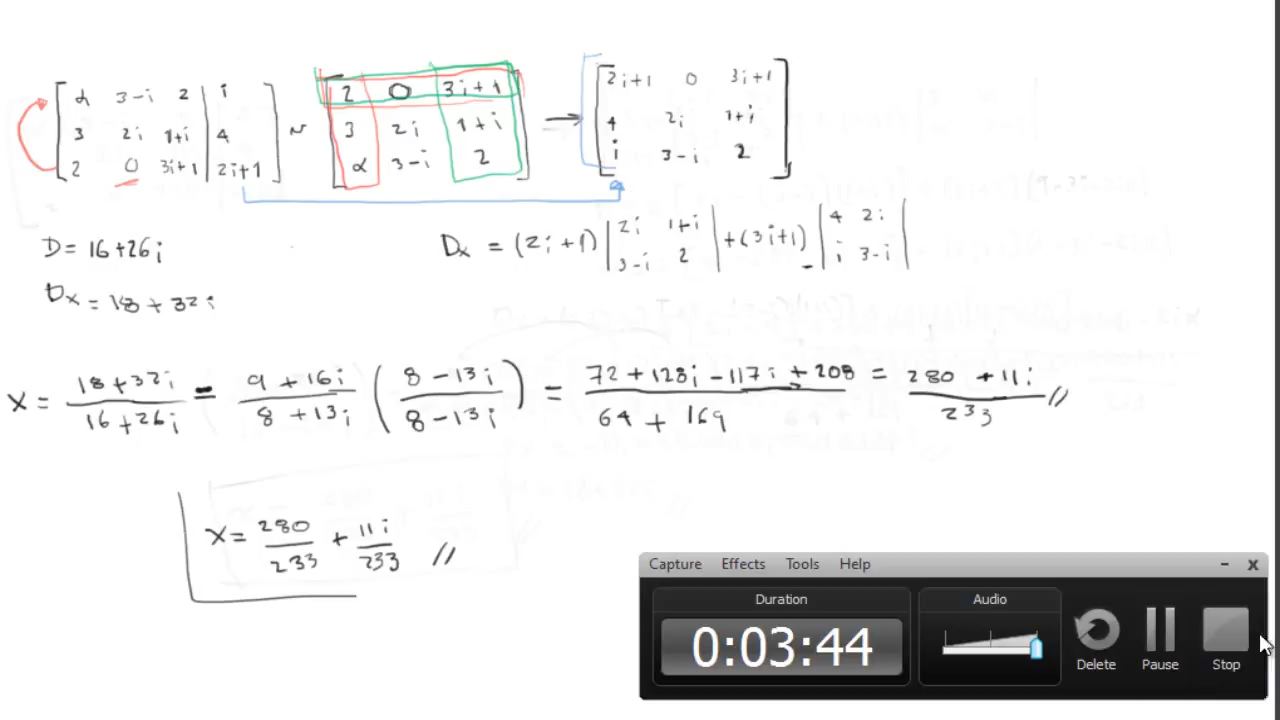 2 3-i 2 i 2 0 3i+1 2i+1 0 3i+1
3 2i 1+i 4 ~ 3 2i 1+i → 4 2i 1+i
2 0 3i+1 2i+1 2 3-i 2 i 3-i 2
D = 16+26i
Dx = (2i+1) |2i 1+i| + (3i+1) |4 2i|
|3-i 2| |i 3-i|
Dx = 18 + 32i
x = 18+32i / 16+26i = 9+16i / 8+13i (8-13i / 8-13i) = 72+128i-117i+208 / 64+169 = 280+11i / 233 //
x = 280/233 + 11i/233 //
Capture Effects Tools Help
Duration
Audio
0:03:44
Delete Pause Stop